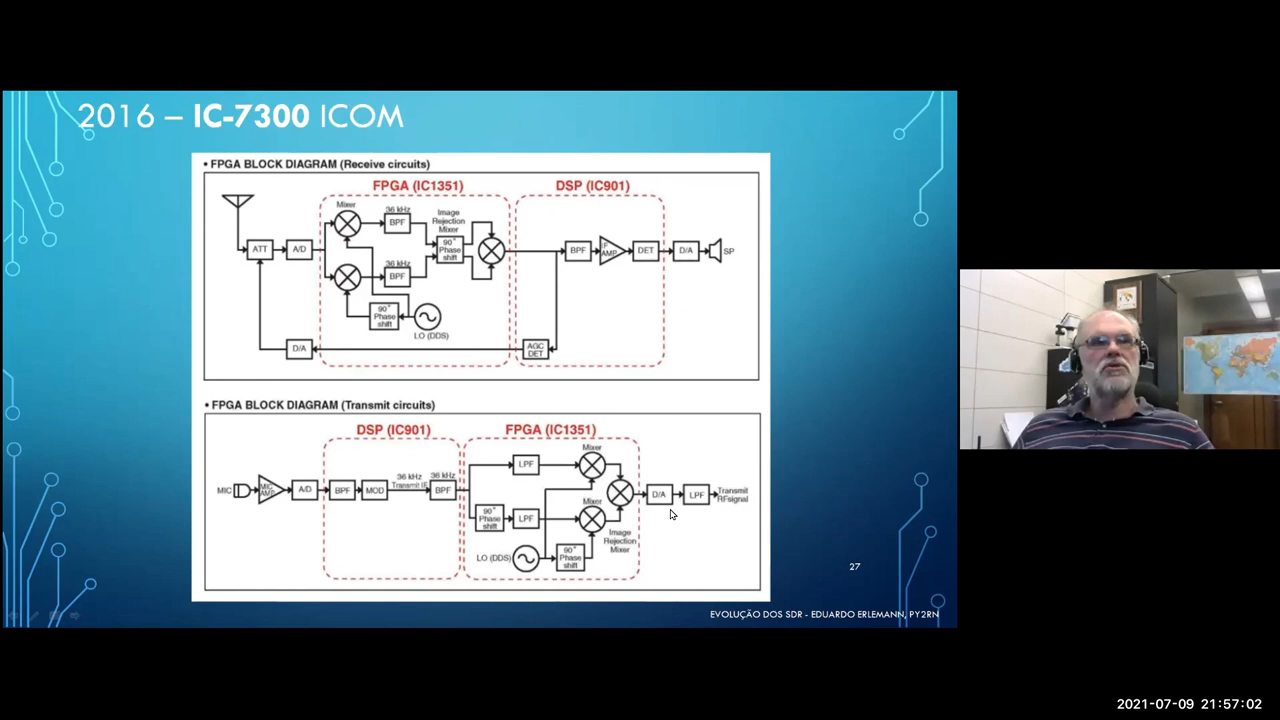 2016 – IC-7300 ICOM
• FPGA BLOCK DIAGRAM (Receive circuits)
FPGA (IC1351)
DSP (IC901)
Mixer
36 kHz
BPF
Image
Rejection
Mixer
ATT
A/D
90°
Phase
shift
36 kHz
BPF
BPF
IF
AMP
DET
D/A
SP
90°
Phase
shift
LO (DDS)
D/A
AGC
DET
• FPGA BLOCK DIAGRAM (Transmit circuits)
DSP (IC901)
FPGA (IC1351)
MIC
MIC
AMP
A/D
BPF
MOD
36 kHz
Transmit IF
36 kHz
BPF
LPF
Mixer
90°
Phase
shift
LPF
Mixer
LO (DDS)
90°
Phase
shift
Image
Rejection
Mixer
D/A
LPF
Transmit
RFsignal
27
EVOLUÇÃO DOS SDR - EDUARDO ERLEMANN, PY2RN
2021-07-09 21:57:02